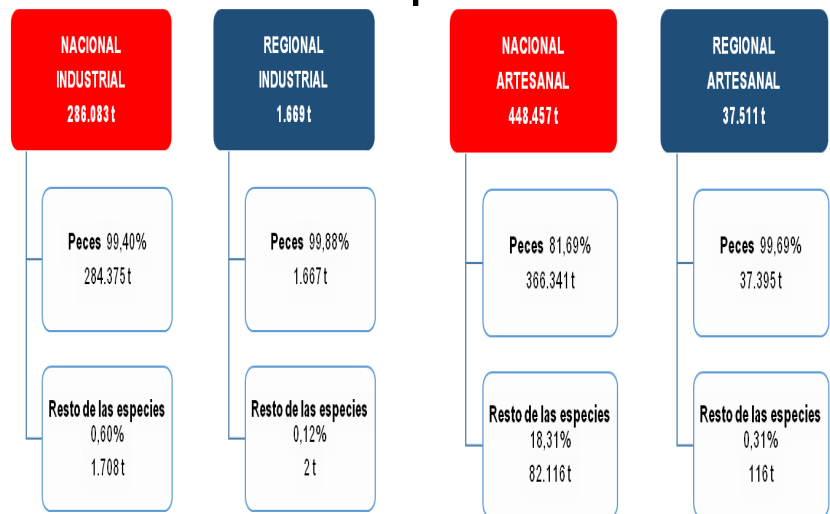 NACIONAL
INDUSTRIAL
286.083 t
Peces 99,40%
284.375 t
Resto de las especies
0,60%
1.708 t
REGIONAL
INDUSTRIAL
1.669 t
Peces 99,88%
1.667 t
Resto de las especies
0,12%
2 t
NACIONAL
ARTESANAL
448.457 t
Peces 81,69%
366.341 t
Resto de las especies
18,31%
82.116 t
REGIONAL
ARTESANAL
37.511 t
Peces 99,69%
37.395 t
Resto de las especies
0,31%
116 t